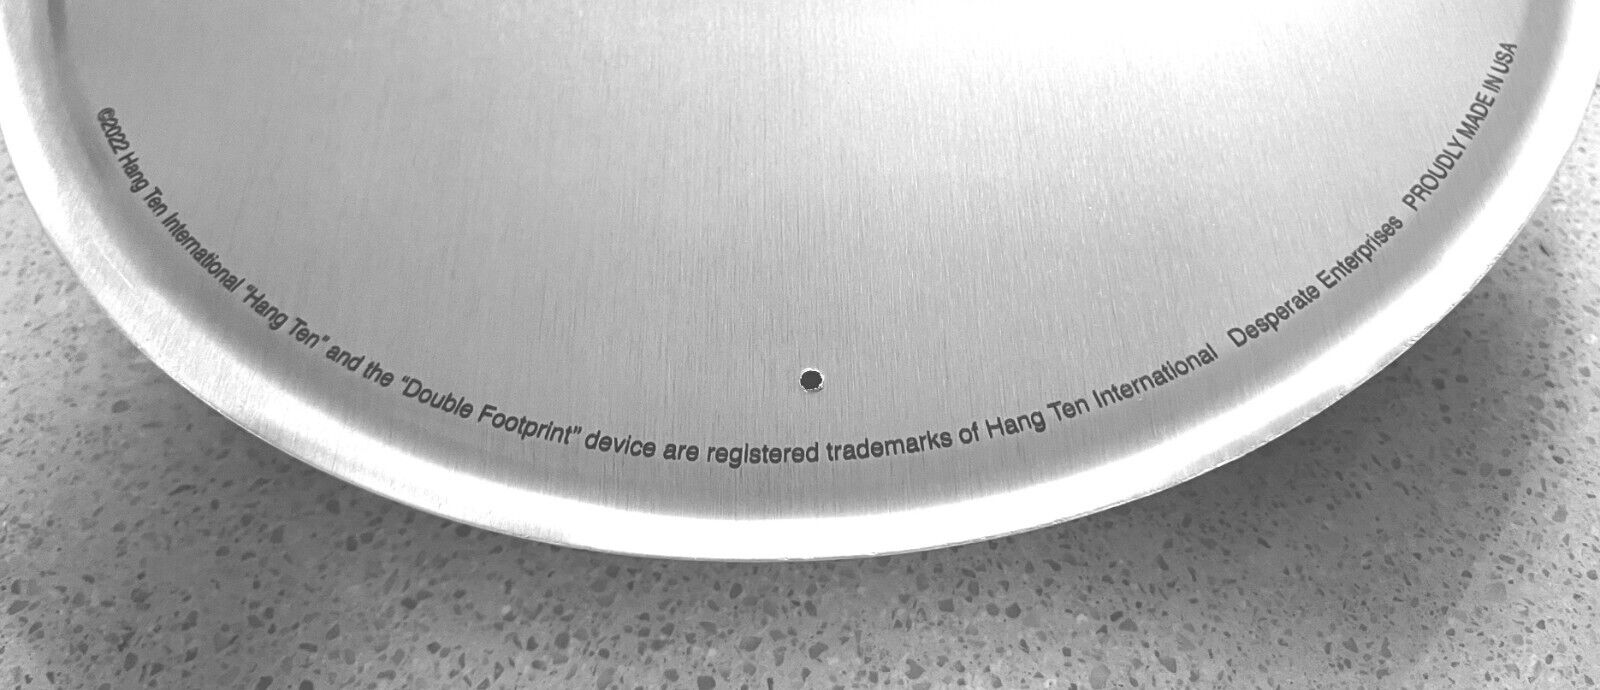 ©2022 Hang Ten International "Hang Ten" and the "Double Footprint" device are registered trademarks of Hang Ten International Desperate Enterprises PROUDLY MADE IN USA